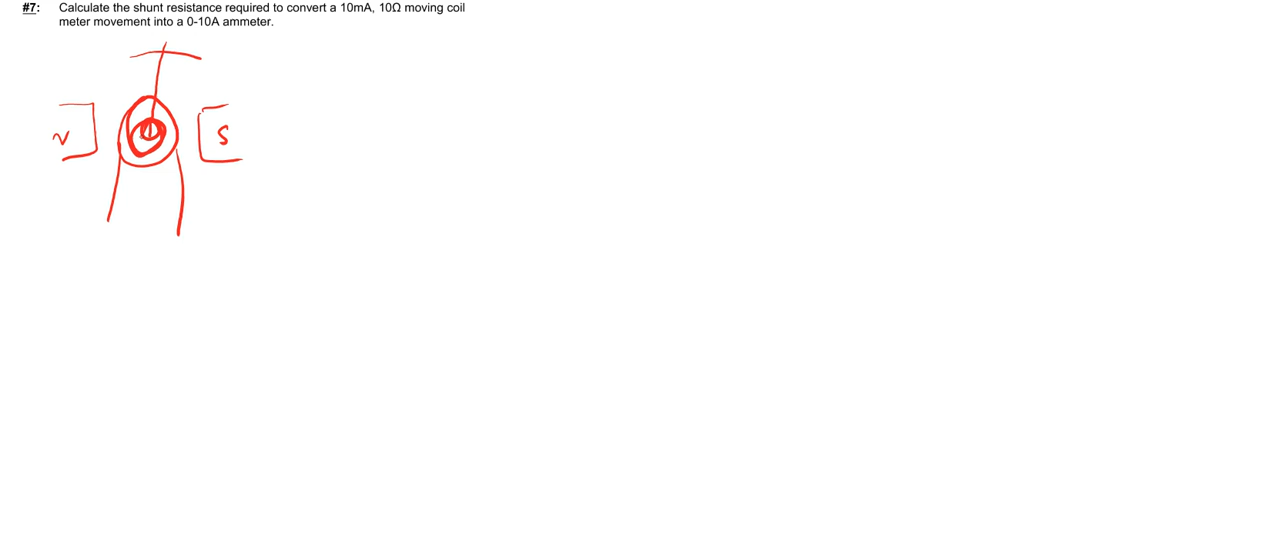 #7: Calculate the shunt resistance required to convert a 10mA, 10Ω moving coil
meter movement into a 0-10A ammeter.
N S